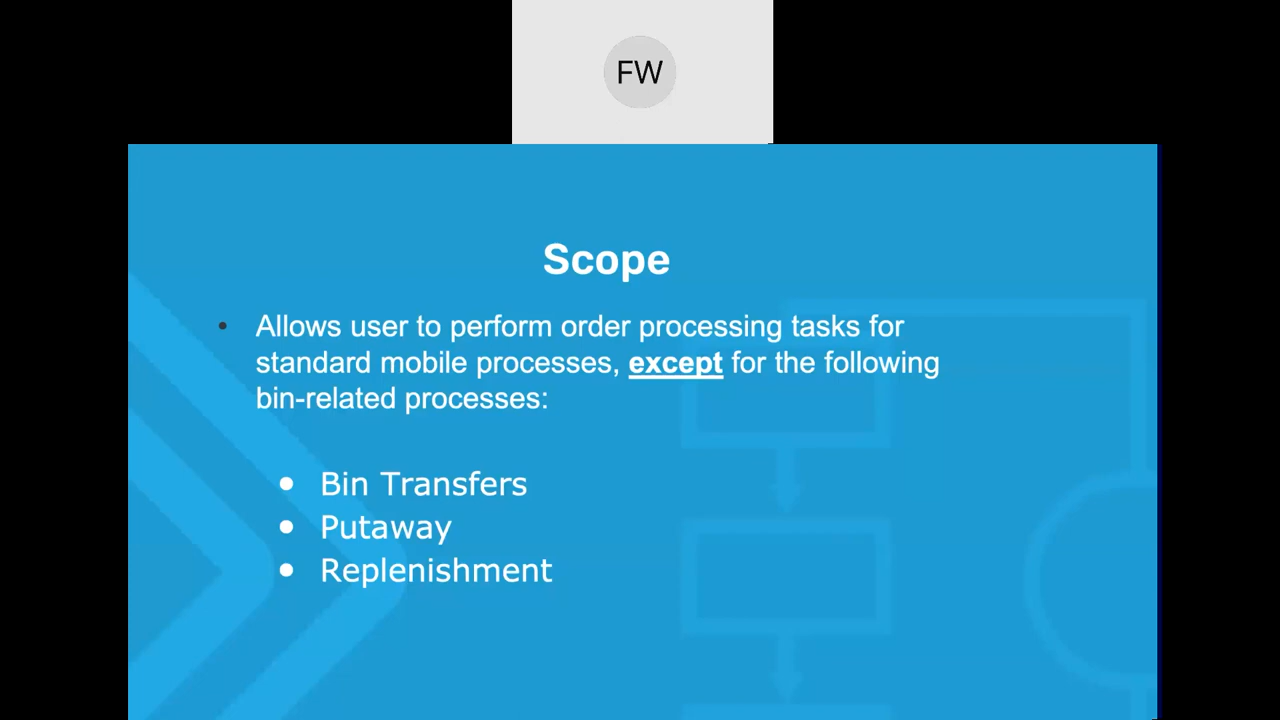 FW
Scope
• Allows user to perform order processing tasks for
standard mobile processes, except for the following
bin-related processes:
• Bin Transfers
• Putaway
• Replenishment